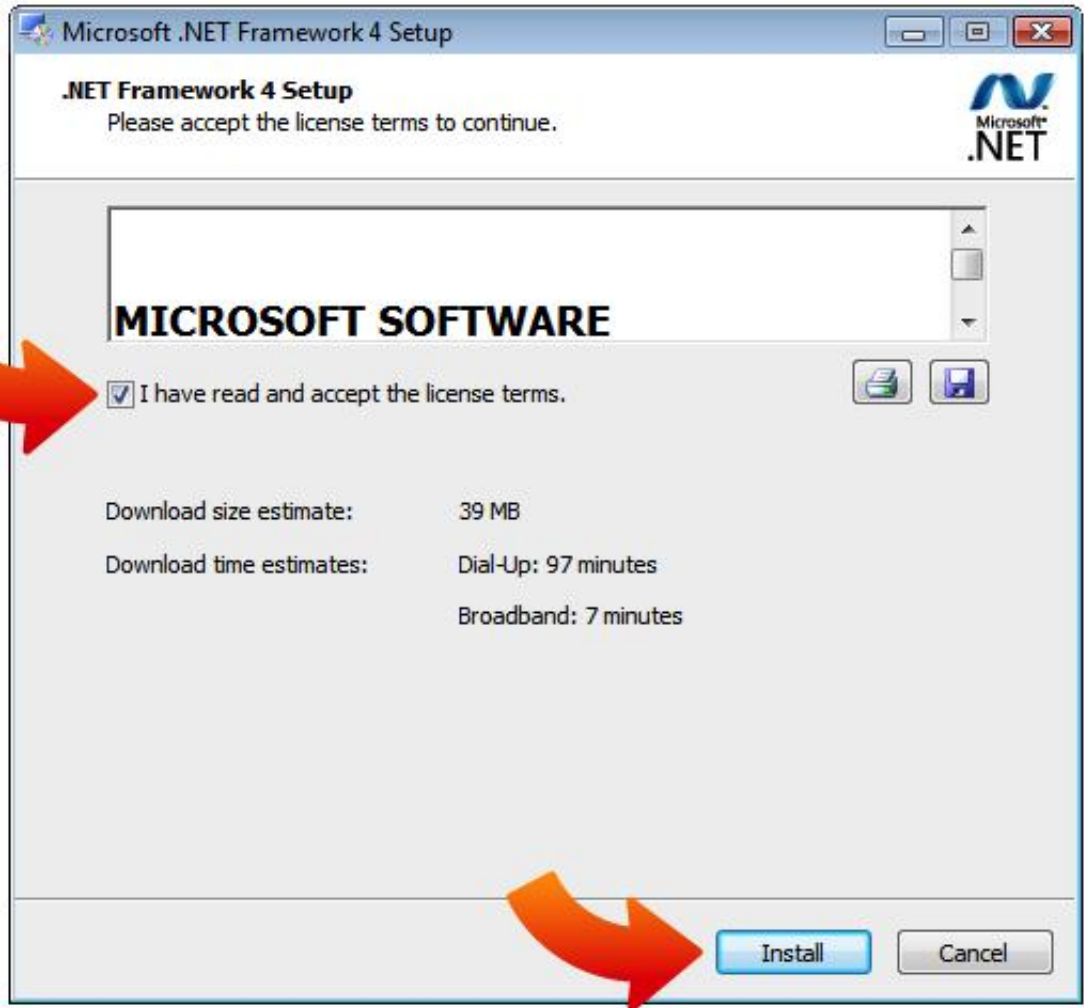 Microsoft .NET Framework 4 Setup
.NET Framework 4 Setup
Please accept the license terms to continue.
Microsoft®
.NET
MICROSOFT SOFTWARE
I have read and accept the license terms.
Download size estimate: 39 MB
Download time estimates: Dial-Up: 97 minutes
Broadband: 7 minutes
Install Cancel